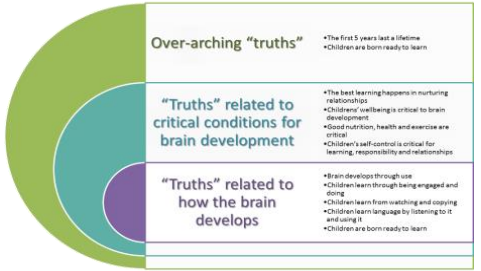 Over-arching “truths”
•The first 5 years last a lifetime
•Children are born ready to learn
“Truths” related to
critical conditions for
brain development
•The best learning happens in nurturing
relationships
•Childrens’ wellbeing is critical to brain
development
•Good nutrition, health and exercise are
critical
•Children’s self-control is critical for
learning, responsibility and relationships
“Truths” related to
how the brain
develops
•Brain develops through use
•Children learn through being engaged and
doing
•Children learn from watching and copying
•Children learn language by listening to it
and using it
•Children are born ready to learn